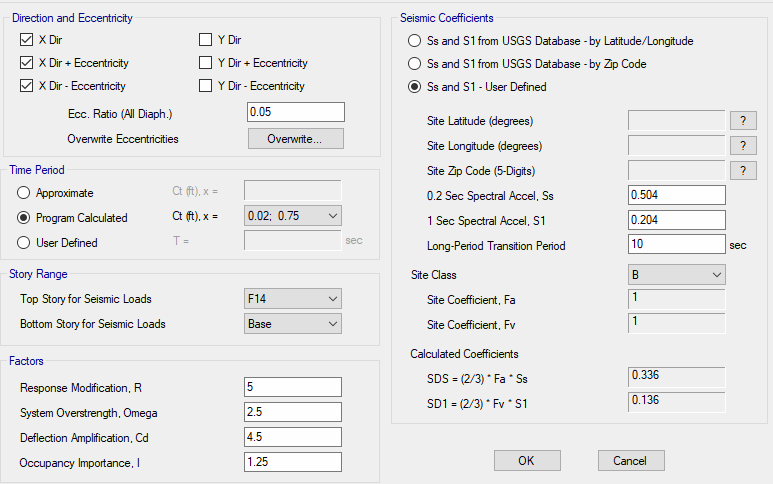 Direction and Eccentricity
X Dir
Y Dir
X Dir + Eccentricity
Y Dir + Eccentricity
X Dir - Eccentricity
Y Dir - Eccentricity
Ecc. Ratio (All Diaph.)
0.05
Overwrite Eccentricities
Overwrite...
Time Period
Approximate
Ct (ft), x =
Program Calculated
Ct (ft), x =
0.02; 0.75
User Defined
T =
sec
Story Range
Top Story for Seismic Loads
F14
Bottom Story for Seismic Loads
Base
Factors
Response Modification, R
5
System Overstrength, Omega
2.5
Deflection Amplification, Cd
4.5
Occupancy Importance, I
1.25
Seismic Coefficients
Ss and S1 from USGS Database - by Latitude/Longitude
Ss and S1 from USGS Database - by Zip Code
Ss and S1 - User Defined
Site Latitude (degrees)
?
Site Longitude (degrees)
?
Site Zip Code (5-Digits)
?
0.2 Sec Spectral Accel, Ss
0.504
1 Sec Spectral Accel, S1
0.204
Long-Period Transition Period
10
sec
Site Class
B
Site Coefficient, Fa
1
Site Coefficient, Fv
1
Calculated Coefficients
SDS = (2/3) * Fa * Ss
0.336
SD1 = (2/3) * Fv * S1
0.136
OK
Cancel